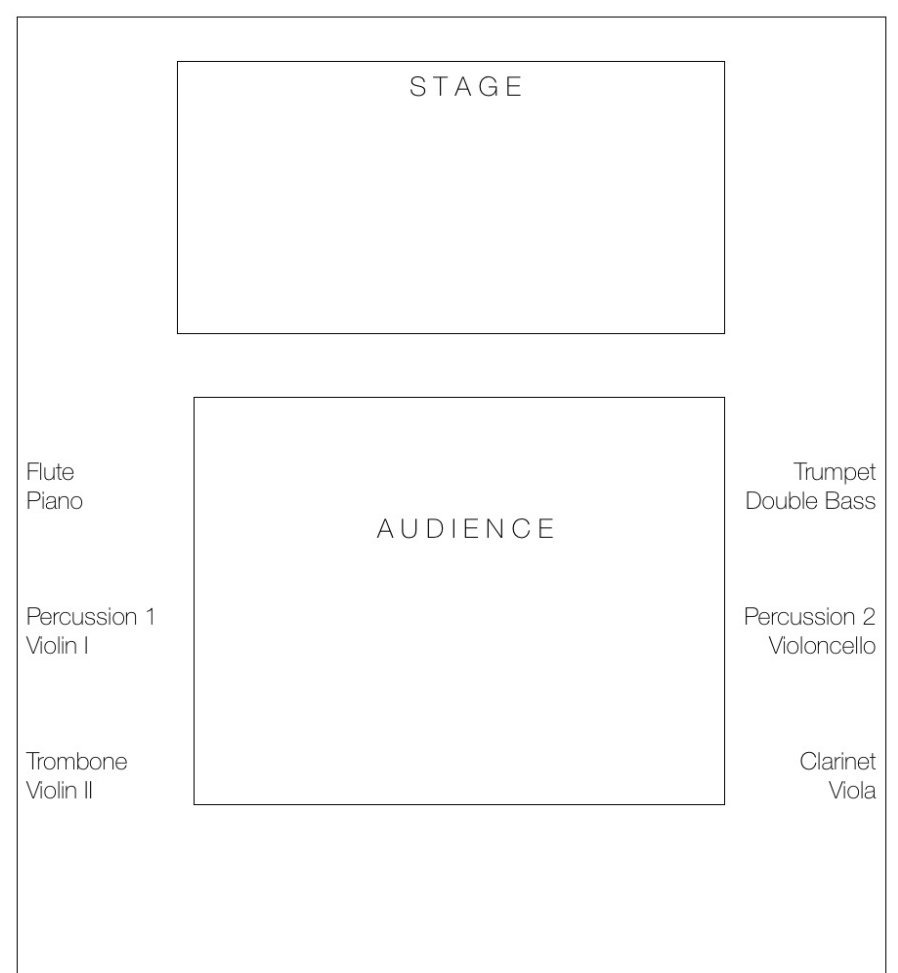 STAGE
Flute
Piano
Trumpet
Double Bass
AUDIENCE
Percussion 1
Violin I
Percussion 2
Violoncello
Trombone
Violin II
Clarinet
Viola